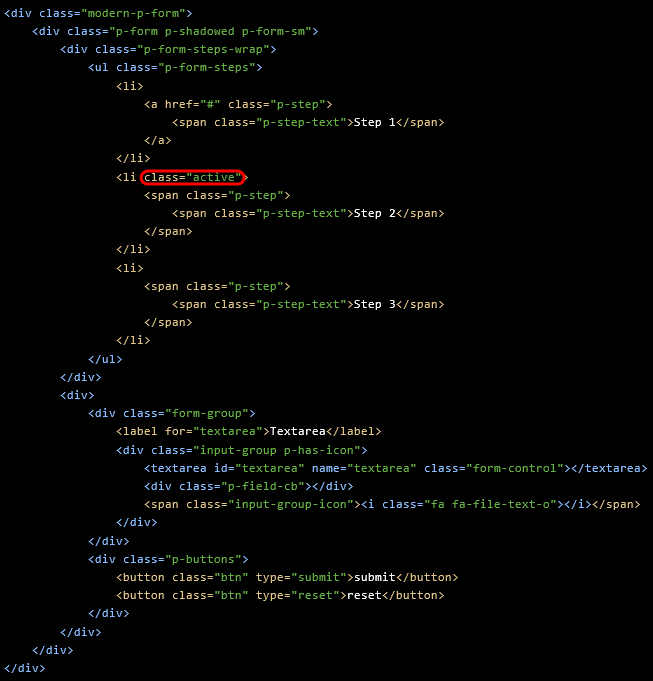 <div class="modern-p-form">
    <div class="p-form p-shadowed p-form-sm">
        <div class="p-form-steps-wrap">
            <ul class="p-form-steps">
                <li>
                    <a href="#" class="p-step">
                        <span class="p-step-text">Step 1</span>
                    </a>
                </li>
                <li class="active">
                    <span class="p-step">
                        <span class="p-step-text">Step 2</span>
                    </span>
                </li>
                <li>
                    <span class="p-step">
                        <span class="p-step-text">Step 3</span>
                    </span>
                </li>
            </ul>
        </div>
        <div>
            <div class="form-group">
                <label for="textarea">Textarea</label>
                <div class="input-group p-has-icon">
                    <textarea id="textarea" name="textarea" class="form-control"></textarea>
                    <div class="p-field-cb"></div>
                    <span class="input-group-icon"><i class="fa fa-file-text-o"></i></span>
                </div>
            </div>
            <div class="p-buttons">
                <button class="btn" type="submit">submit</button>
                <button class="btn" type="reset">reset</button>
            </div>
        </div>
    </div>
</div>